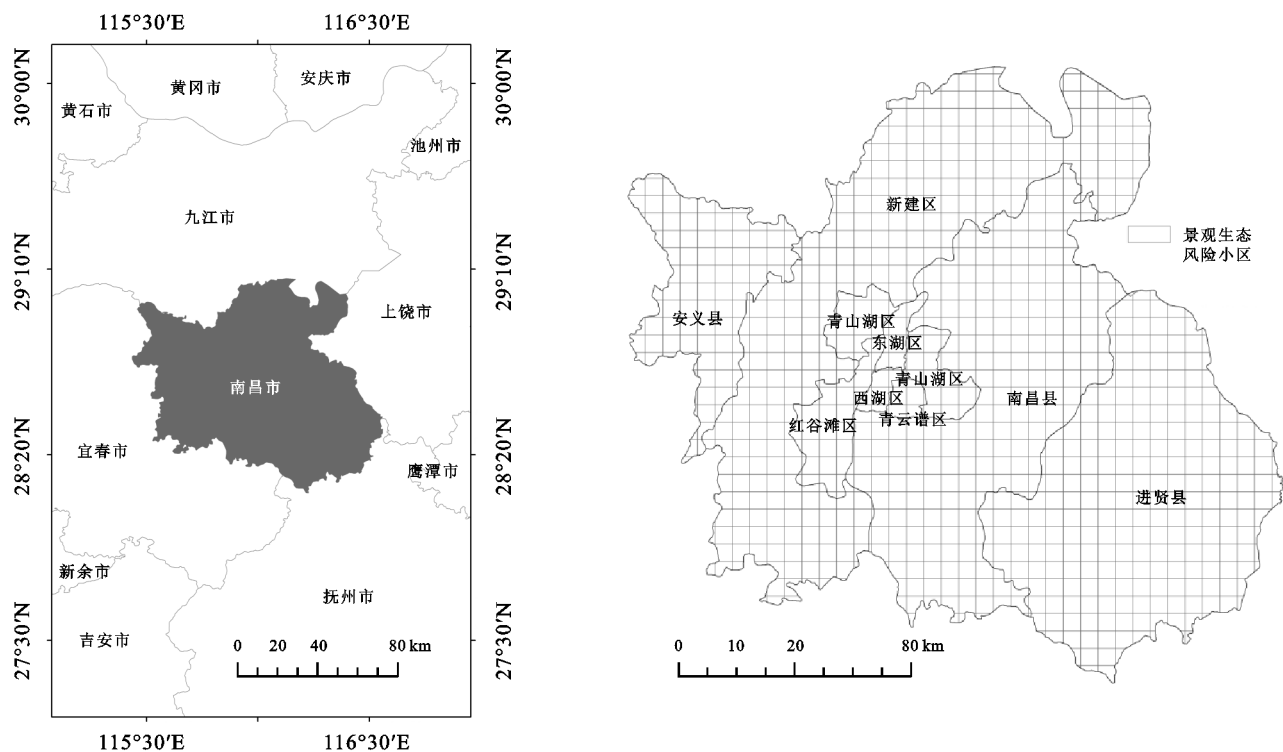 115°30′E 116°30′E
30°00′N
29°10′N
28°20′N
27°30′N
黄冈市
安庆市
黄石市
池州市
九江市
上饶市
南昌市
宜春市
鹰潭市
新余市
抚州市
吉安市
0 20 40 80 km
30°00′N
29°10′N
28°20′N
27°30′N
115°30′E 116°30′E
新建区
景观生态
风险小区
安义县
青山湖区
东湖区
青山湖区
西湖区
南昌县
青云谱区
红谷滩区
进贤县
0 10 20 80 km